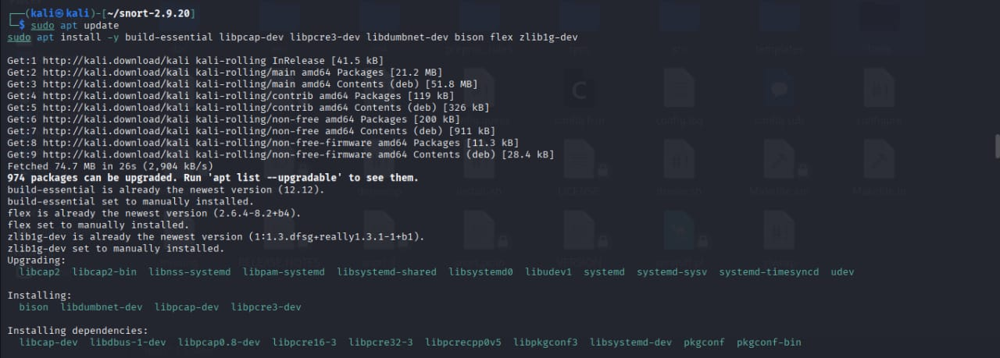 ┌──(kali㉿kali)-[~/snort-2.9.20]
└─$ sudo apt update
sudo apt install -y build-essential libpcap-dev libpcre3-dev libdumbnet-dev bison flex zlib1g-dev
Get:1 http://kali.download/kali kali-rolling InRelease [41.5 kB]
Get:2 http://kali.download/kali kali-rolling/main amd64 Packages [21.2 MB]
Get:3 http://kali.download/kali kali-rolling/main amd64 Contents (deb) [51.8 MB]
Get:4 http://kali.download/kali kali-rolling/contrib amd64 Packages [119 kB]
Get:5 http://kali.download/kali kali-rolling/contrib amd64 Contents (deb) [326 kB]
Get:6 http://kali.download/kali kali-rolling/non-free amd64 Packages [200 kB]
Get:7 http://kali.download/kali kali-rolling/non-free amd64 Contents (deb) [911 kB]
Get:8 http://kali.download/kali kali-rolling/non-free-firmware amd64 Packages [11.3 kB]
Get:9 http://kali.download/kali kali-rolling/non-free-firmware amd64 Contents (deb) [28.4 kB]
Fetched 74.7 MB in 26s (2,904 kB/s)
974 packages can be upgraded. Run 'apt list --upgradable' to see them.
build-essential is already the newest version (12.12).
build-essential set to manually installed.
flex is already the newest version (2.6.4-8.2+b4).
flex set to manually installed.
zlib1g-dev is already the newest version (1:1.3.dfsg+really1.3.1-1+b1).
zlib1g-dev set to manually installed.
Upgrading:
libcap2 libcap2-bin libnss-systemd libpam-systemd libsystemd-shared libsystemd0 libudev1 systemd systemd-sysv systemd-timesyncd udev
Installing:
bison libdumbnet-dev libpcap-dev libpcre3-dev
Installing dependencies:
libcap-dev libdbus-1-dev libpcap0.8-dev libpcre16-3 libpcre32-3 libpcrecpp0v5 libpkgconf3 libsystemd-dev pkgconf pkgconf-bin